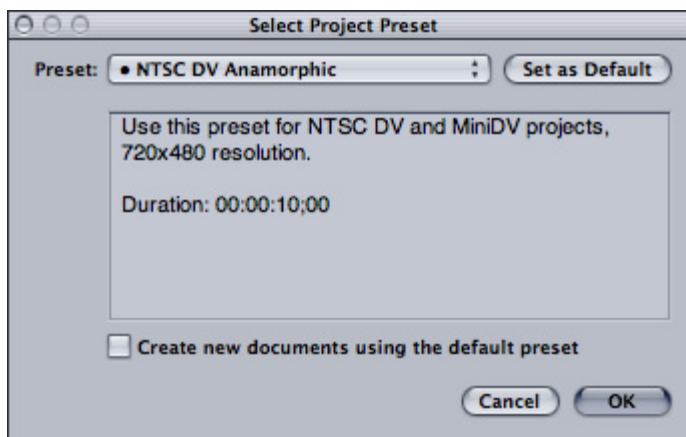 Select Project Preset
Preset: • NTSC DV Anamorphic Set as Default
Use this preset for NTSC DV and MiniDV projects,
720x480 resolution.
Duration: 00:00:10;00
Create new documents using the default preset
Cancel OK